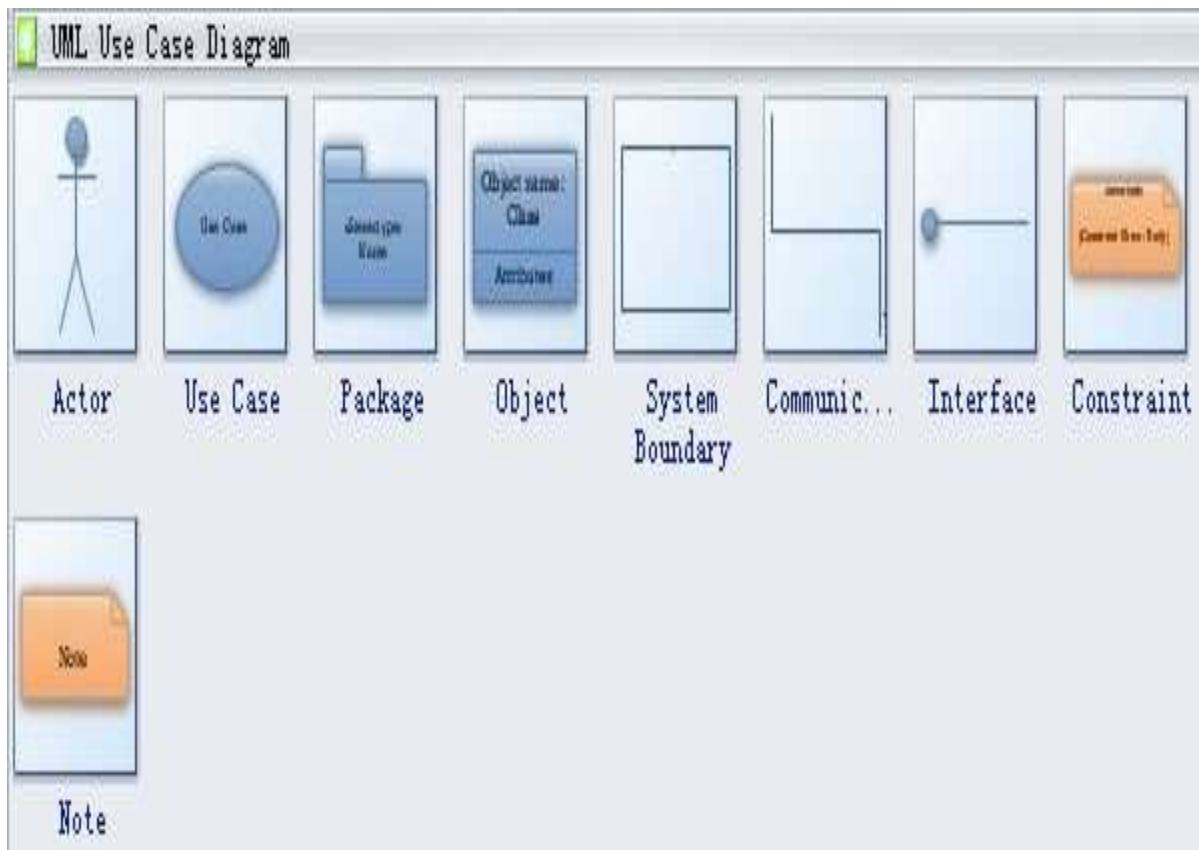 UML Use Case Diagram
Use Case
Name
Object name:
Class
Attributes
Actor
Use Case
Package
Object
System
Boundary
Communic...
Interface
Constraint
Note
Note